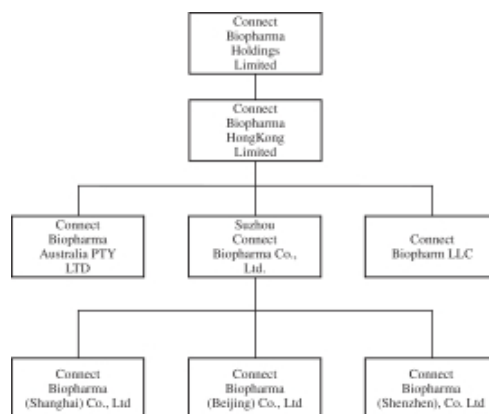 Connect
Biopharma
Holdings
Limited
Connect
Biopharma
HongKong
Limited
Connect
Biopharma
Australia PTY
LTD
Suzhou
Connect
Biopharma Co.,
Ltd.
Connect
Biopharm LLC
Connect
Biopharma
(Shanghai) Co., Ltd
Connect
Biopharma
(Beijing) Co., Ltd
Connect
Biopharma
(Shenzhen), Co. Ltd